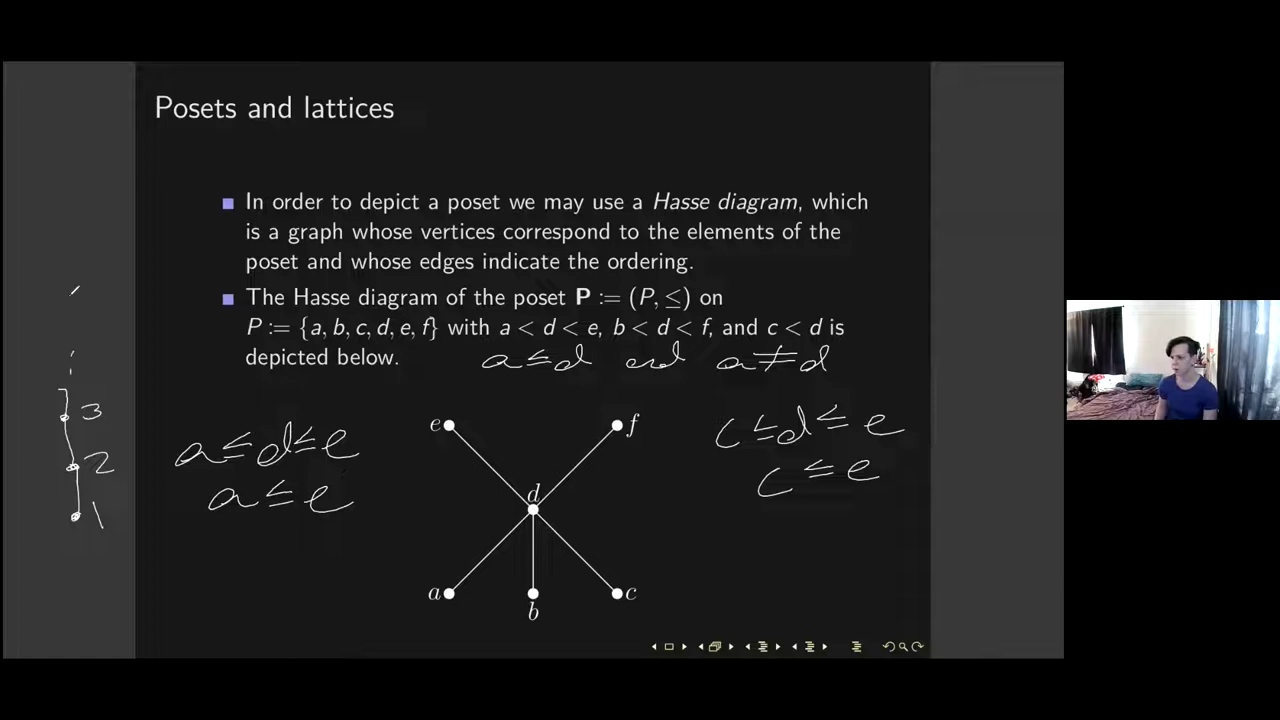 Posets and lattices
In order to depict a poset we may use a Hasse diagram, which
is a graph whose vertices correspond to the elements of the
poset and whose edges indicate the ordering.
The Hasse diagram of the poset P := (P, ≤) on
P := {a, b, c, d, e, f} with a < d < e, b < d < f, and c < d is
depicted below.
a ≤ d and a ≠ d
3
2
1
a ≤ d ≤ e
a ≤ e
e
f
d
a
b
c
c ≤ d ≤ e
c ≤ e